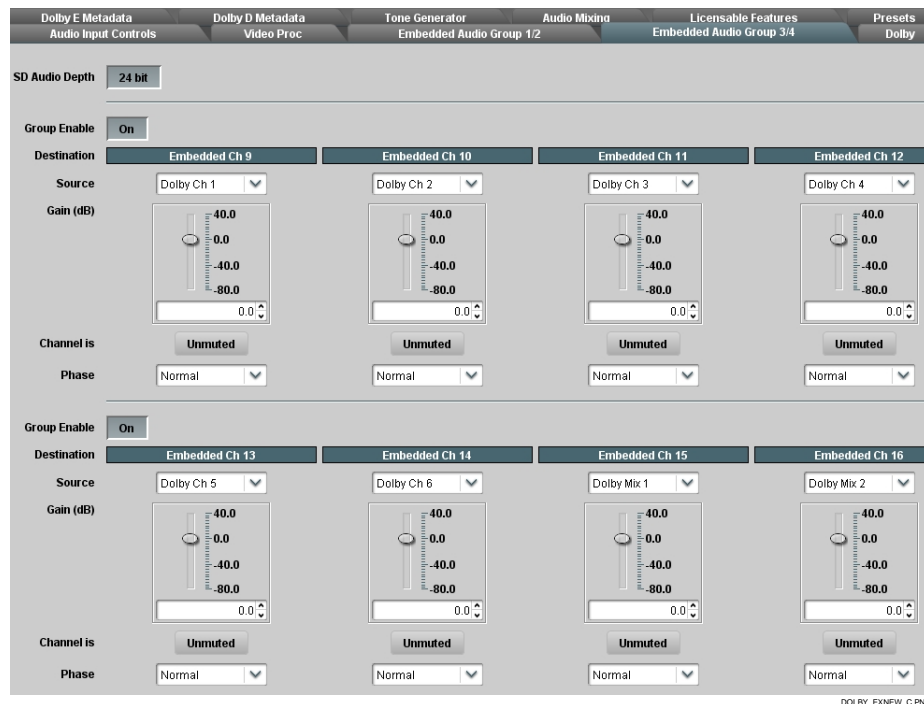 Dolby E Metadata Dolby D Metadata Tone Generator Audio Mixing Licensable Features Presets
Audio Input Controls Video Proc Embedded Audio Group 1/2 Embedded Audio Group 3/4 Dolby
SD Audio Depth 24 bit
Group Enable On
Destination Embedded Ch 9 Embedded Ch 10 Embedded Ch 11 Embedded Ch 12
Source Dolby Ch 1 Dolby Ch 2 Dolby Ch 3 Dolby Ch 4
Gain (dB) 40.0 40.0 40.0 40.0
0.0 0.0 0.0 0.0
-40.0 -40.0 -40.0 -40.0
-80.0 -80.0 -80.0 -80.0
0.0 0.0 0.0 0.0
Channel is Unmuted Unmuted Unmuted Unmuted
Phase Normal Normal Normal Normal
Group Enable On
Destination Embedded Ch 13 Embedded Ch 14 Embedded Ch 15 Embedded Ch 16
Source Dolby Ch 5 Dolby Ch 6 Dolby Mix 1 Dolby Mix 2
Gain (dB) 40.0 40.0 40.0 40.0
0.0 0.0 0.0 0.0
-40.0 -40.0 -40.0 -40.0
-80.0 -80.0 -80.0 -80.0
0.0 0.0 0.0 0.0
Channel is Unmuted Unmuted Unmuted Unmuted
Phase Normal Normal Normal Normal
DOLBY_EXNEW_C.PN